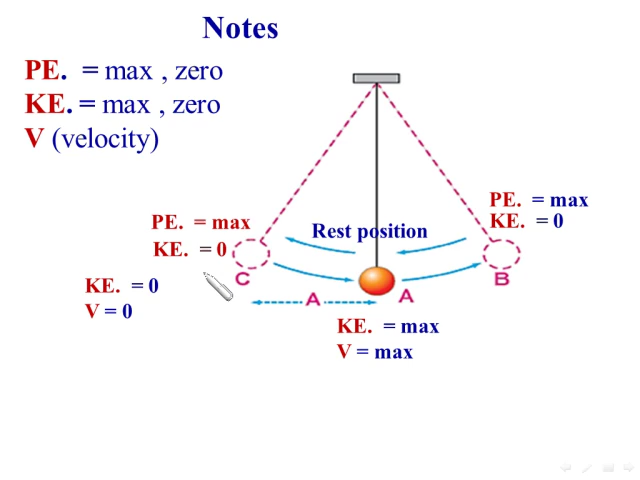 Notes
PE. = max , zero
KE. = max , zero
V (velocity)
PE. = max
KE. = 0
PE. = max
KE. = 0
Rest position
C
A
B
KE. = 0
V = 0
A
KE. = max
V = max